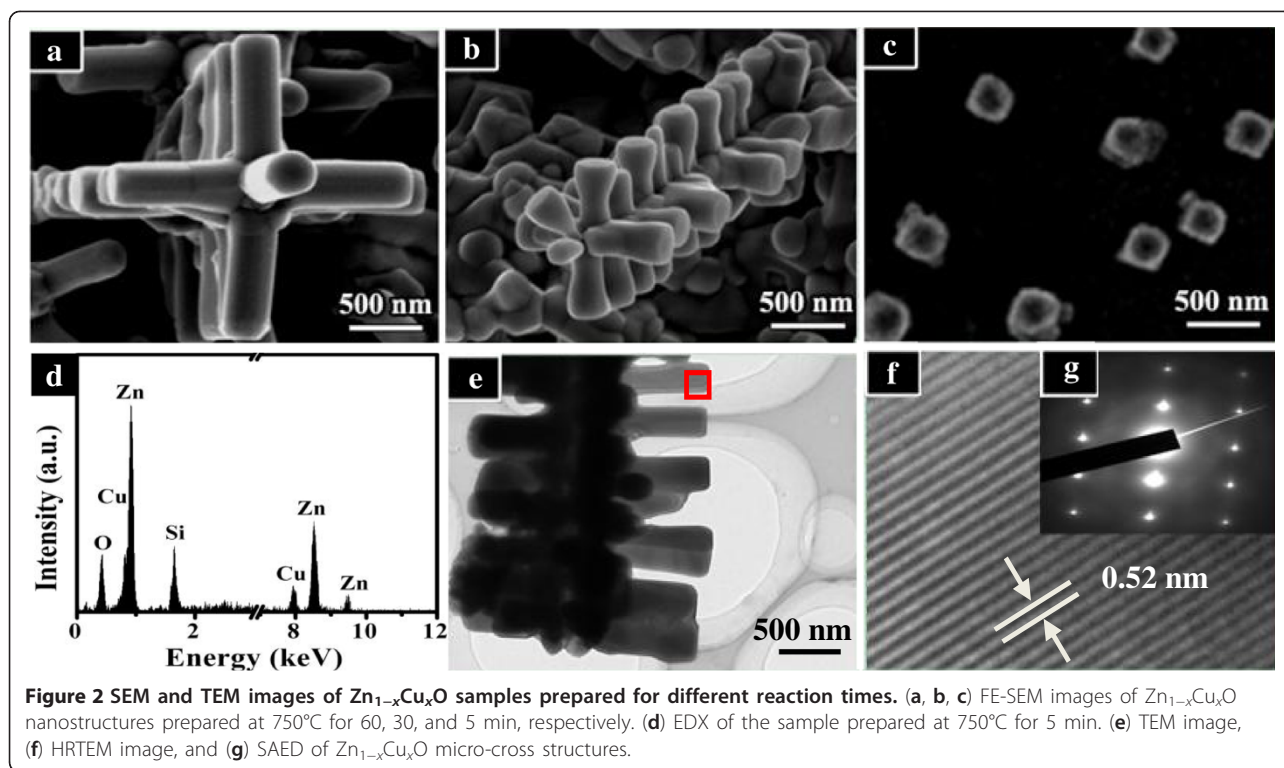 a
500 nm
b
500 nm
c
500 nm
d
Intensity (a.u.)
O
Cu
Zn
Si
Cu
Zn
Zn
0
2
8
10
12
Energy (keV)
e
500 nm
f
g
0.52 nm
Figure 2 SEM and TEM images of Zn₁₋ₓCuₓO samples prepared for different reaction times. (a, b, c) FE-SEM images of Zn₁₋ₓCuₓO
nanostructures prepared at 750°C for 60, 30, and 5 min, respectively. (d) EDX of the sample prepared at 750°C for 5 min. (e) TEM image,
(f) HRTEM image, and (g) SAED of Zn₁₋ₓCuₓO micro-cross structures.